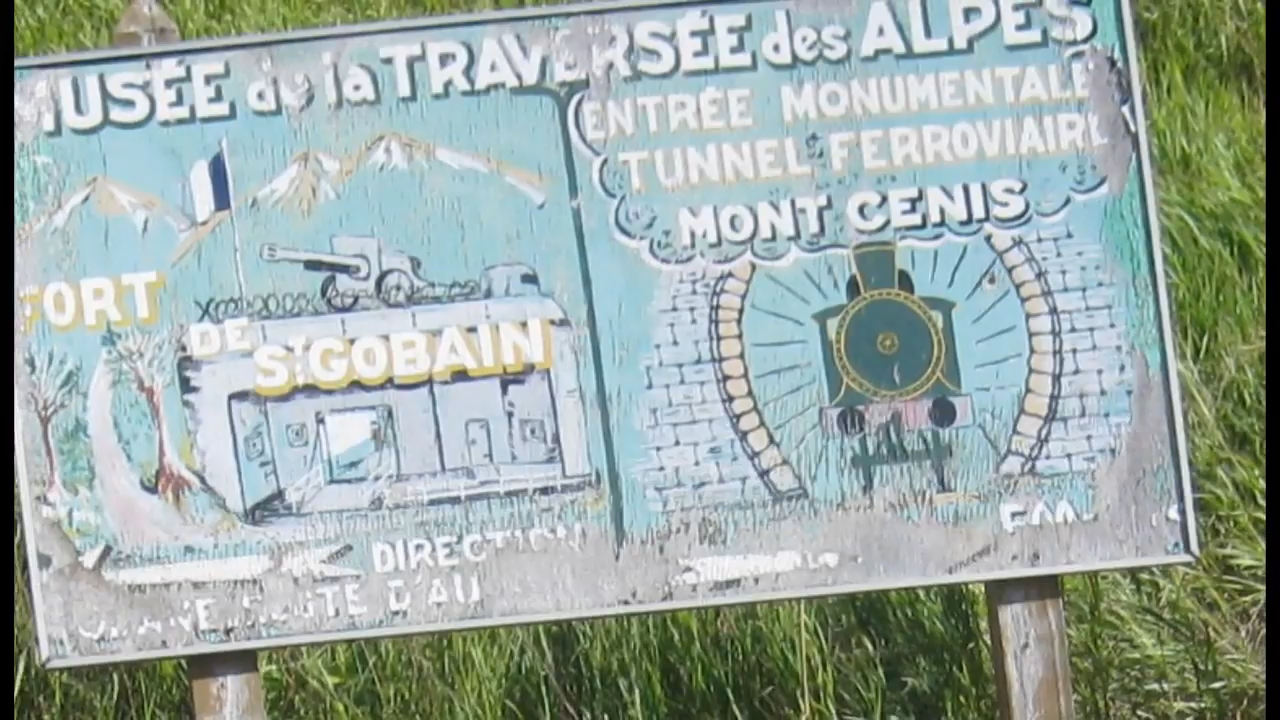 MUSÉE de la TRAVERSÉE des ALPES
ENTRÉE MONUMENTALE
TUNNEL FERROVIAIRE
MONT CENIS
FORT
DE
ST GOBAIN
DIRECTION
D'AU